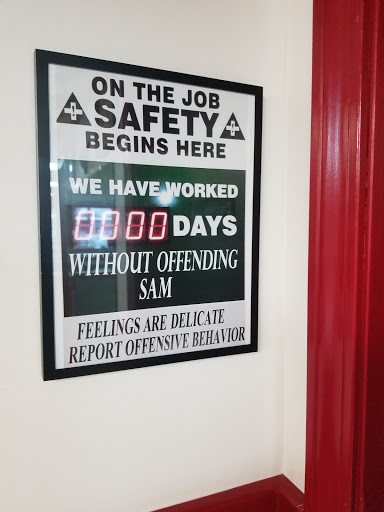 ON THE JOB
SAFETY
BEGINS HERE
WE HAVE WORKED
0000 DAYS
WITHOUT OFFENDING
SAM
FEELINGS ARE DELICATE
REPORT OFFENSIVE BEHAVIOR